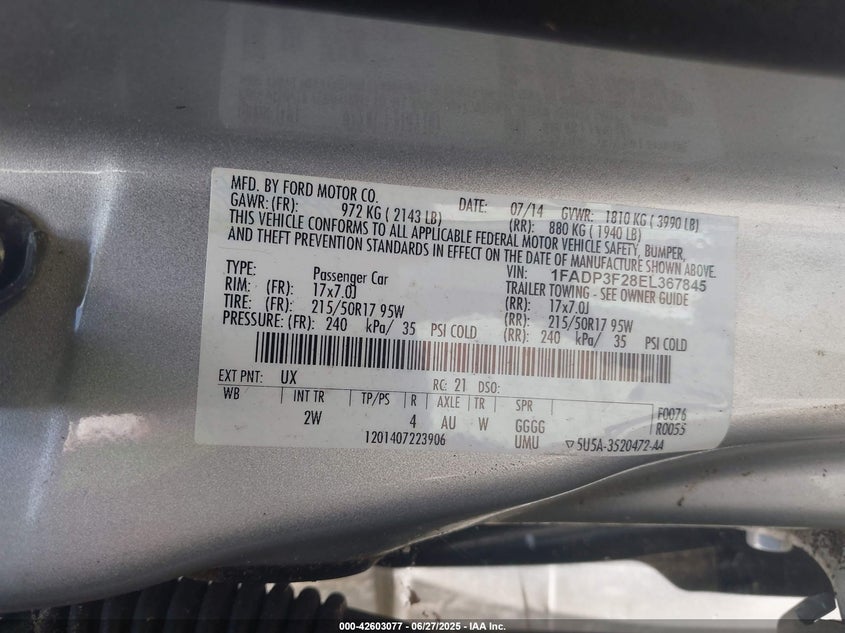 MFD. BY FORD MOTOR CO. DATE: 07/14 GVWR: 1810 KG ( 3990 LB)
GAWR: (FR): 972 KG ( 2143 LB) (RR): 880 KG ( 1940 LB)
THIS VEHICLE CONFORMS TO ALL APPLICABLE FEDERAL MOTOR VEHICLE SAFETY, BUMPER,
AND THEFT PREVENTION STANDARDS IN EFFECT ON THE DATE OF MANUFACTURE SHOWN ABOVE.
VIN: 1FADP3F28EL367845
TYPE: Passenger Car TRAILER TOWING - SEE OWNER GUIDE
RIM: (FR): 17x7.0J (RR): 17x7.0J
TIRE: (FR): 215/50R17 95W (RR): 215/50R17 95W
PRESSURE: (FR): 240 kPa/ 35 PSI COLD (RR): 240 kPa/ 35 PSI COLD
EXT PNT: UX RC: 21 DSO:
WB INT TR TP/PS R AXLE TR SPR F0076
2W 4 AU W GGGG R0055
1201407223906 UMU ▽5U5A-3520472-AA
000-42603077 - 06/27/2025 - IAA, Inc.